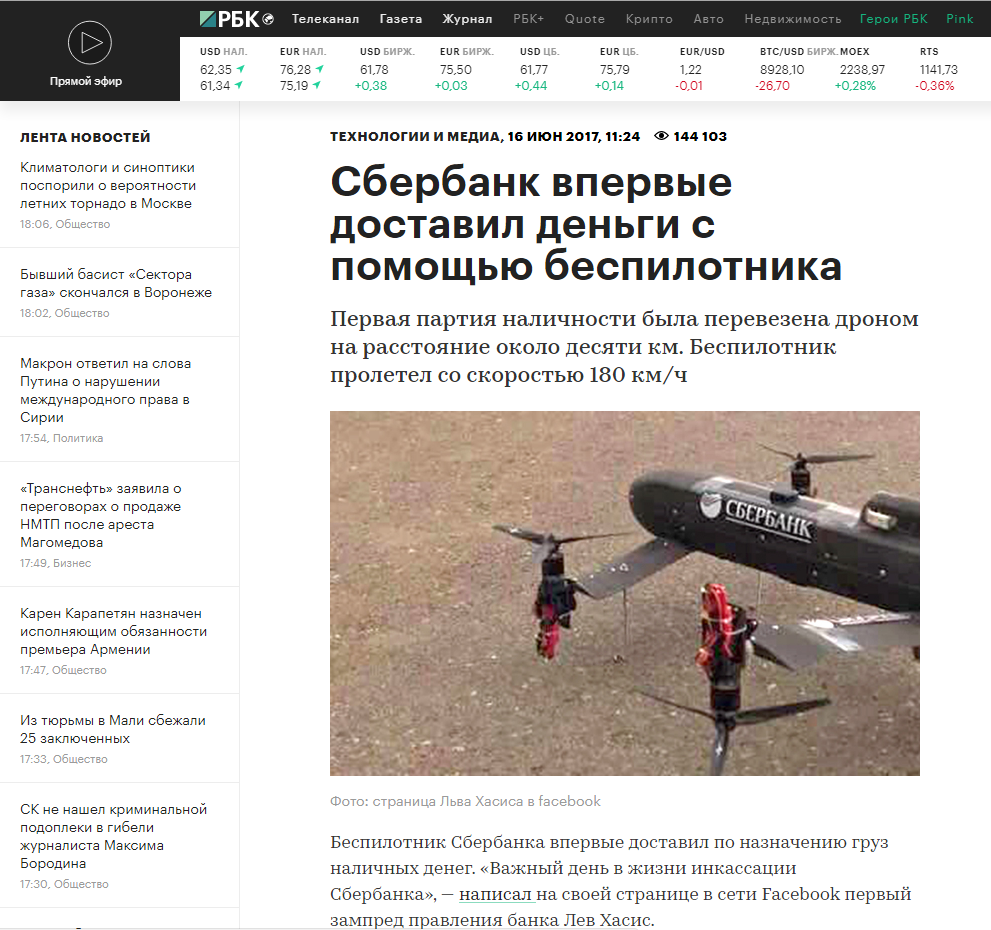 РБК Телеканал Газета Журнал РБК+ Quote Крипто Авто Недвижимость Герои РБК Pink
Прямой эфир
USD НАЛ. EUR НАЛ. USD БИРЖ. EUR БИРЖ. USD ЦБ. EUR ЦБ. EUR/USD BTC/USD БИРЖ. MOEX RTS
62,35 76,28 61,78 75,50 61,77 75,79 1,22 8928,10 2238,97 1141,73
61,34 75,19 +0,38 +0,03 +0,44 +0,14 -0,01 -26,70 +0,28% -0,36%
ЛЕНТА НОВОСТЕЙ
Климатологи и синоптики
поспорили о вероятности
летних торнадо в Москве
18:06, Общество
Бывший басист «Сектора
газа» скончался в Воронеже
18:02, Общество
Макрон ответил на слова
Путина о нарушении
международного права в
Сирии
17:54, Политика
«Транснефть» заявила о
переговорах о продаже
НМТП после ареста
Магомедова
17:49, Бизнес
Карен Карапетян назначен
исполняющим обязанности
премьера Армении
17:47, Общество
Из тюрьмы в Мали сбежали
25 заключенных
17:33, Общество
СК не нашел криминальной
подоплеки в гибели
журналиста Максима
Бородина
17:30, Общество
ТЕХНОЛОГИИ И МЕДИА, 16 ИЮН 2017, 11:24 144 103
Сбербанк впервые
доставил деньги с
помощью беспилотника
Первая партия наличности была перевезена дроном
на расстояние около десяти км. Беспилотник
пролетел со скоростью 180 км/ч
СБЕРБАНК
Фото: страница Льва Хасиса в facebook
Беспилотник Сбербанка впервые доставил по назначению груз
наличных денег. «Важный день в жизни инкассации
Сбербанка», — написал на своей странице в сети Facebook первый
зампред правления банка Лев Хасис.